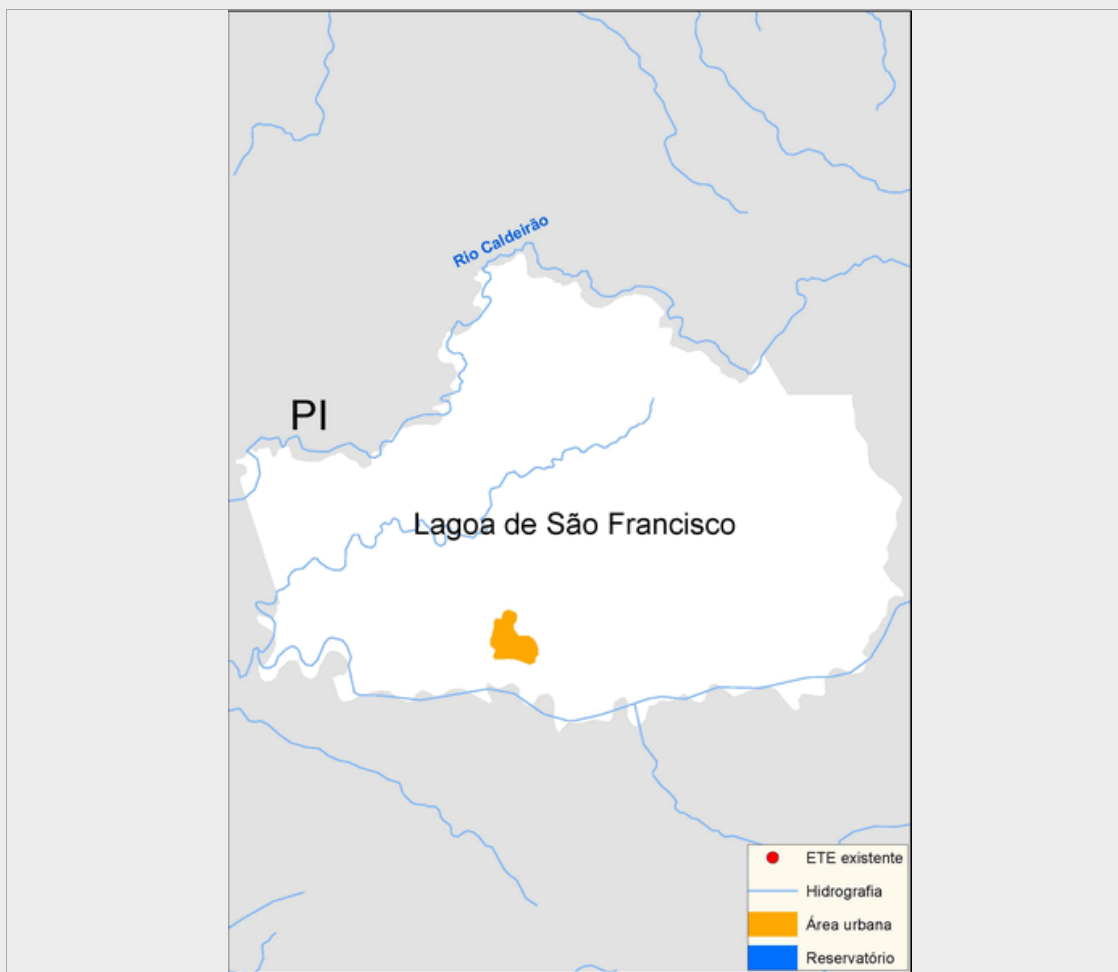 Rio Caldeirão
PI
Lagoa de São Francisco
ETE existente
Hidrografia
Área urbana
Reservatório